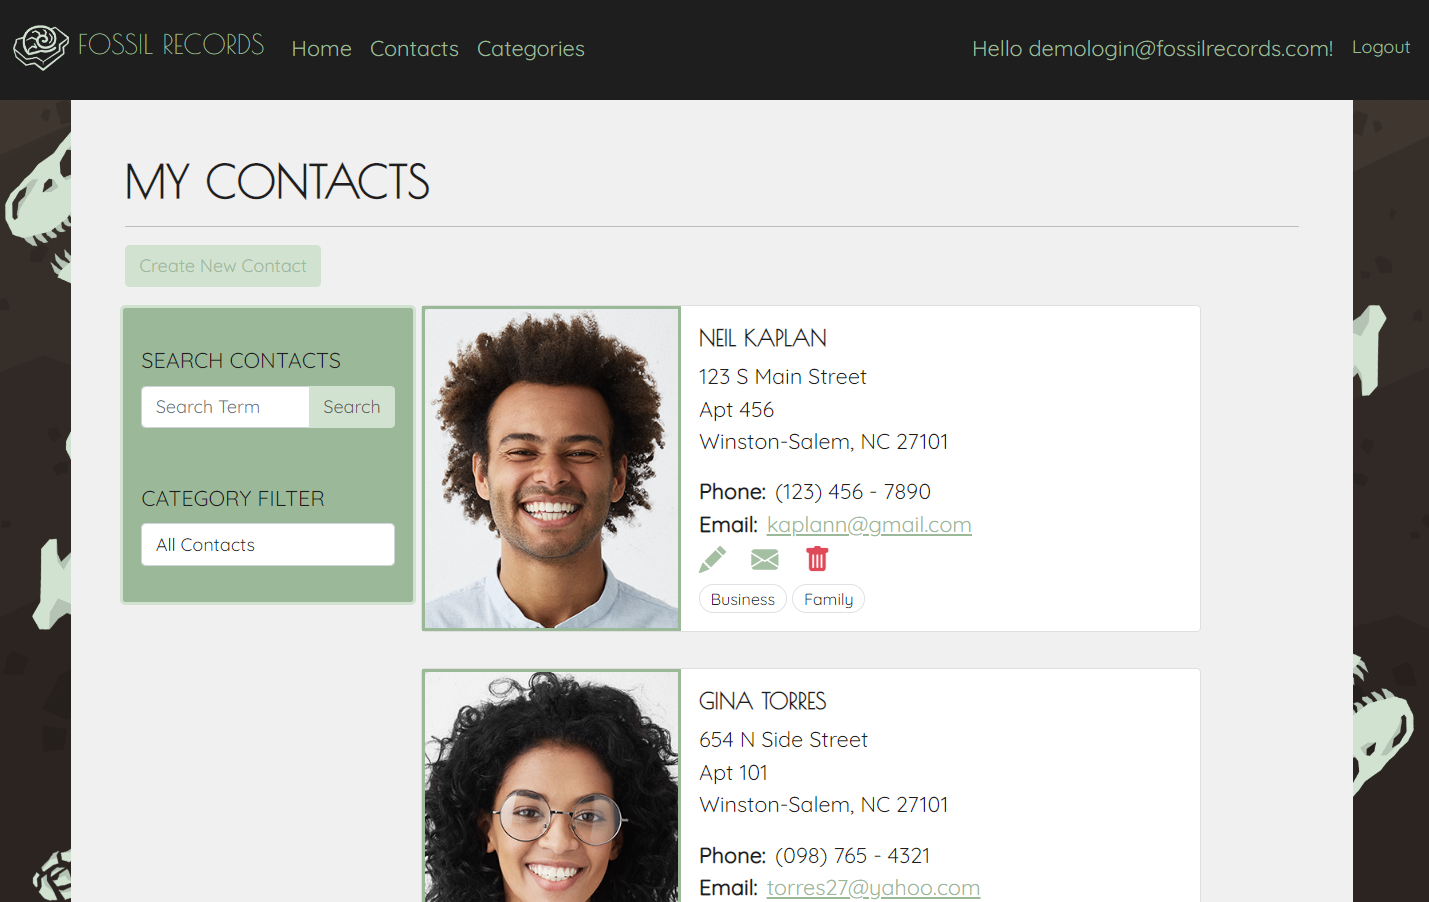 FOSSIL RECORDS Home Contacts Categories Hello demologin@fossilrecords.com! Logout
MY CONTACTS
Create New Contact
SEARCH CONTACTS
Search Term Search
CATEGORY FILTER
All Contacts
NEIL KAPLAN
123 S Main Street
Apt 456
Winston-Salem, NC 27101
Phone: (123) 456 - 7890
Email: kaplann@gmail.com
Business Family
GINA TORRES
654 N Side Street
Apt 101
Winston-Salem, NC 27101
Phone: (098) 765 - 4321
Email: torres27@yahoo.com